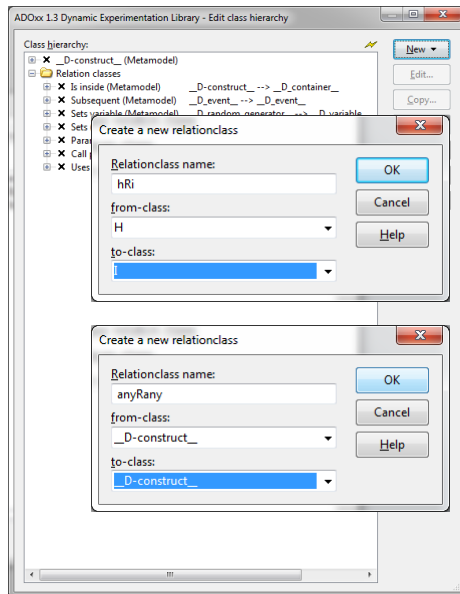 ADOxx 1.3 Dynamic Experimentation Library - Edit class hierarchy
Class hierarchy:
New
__D-construct__ (Metamodel)
Relation classes
Edit...
Is inside (Metamodel) __D-construct__ --> __D_container__
Subsequent (Metamodel) __D_event__ --> __D_event__
Copy...
Sets variable (Metamodel) __D_random_generator__ --> __D_variable
Sets
Create a new relationclass
Para
Call p
Uses
Relationclass name:
OK
hRi
Cancel
from-class:
H
Help
to-class:
I
Create a new relationclass
Relationclass name:
OK
anyRany
Cancel
from-class:
__D-construct__
Help
to-class:
__D-construct__